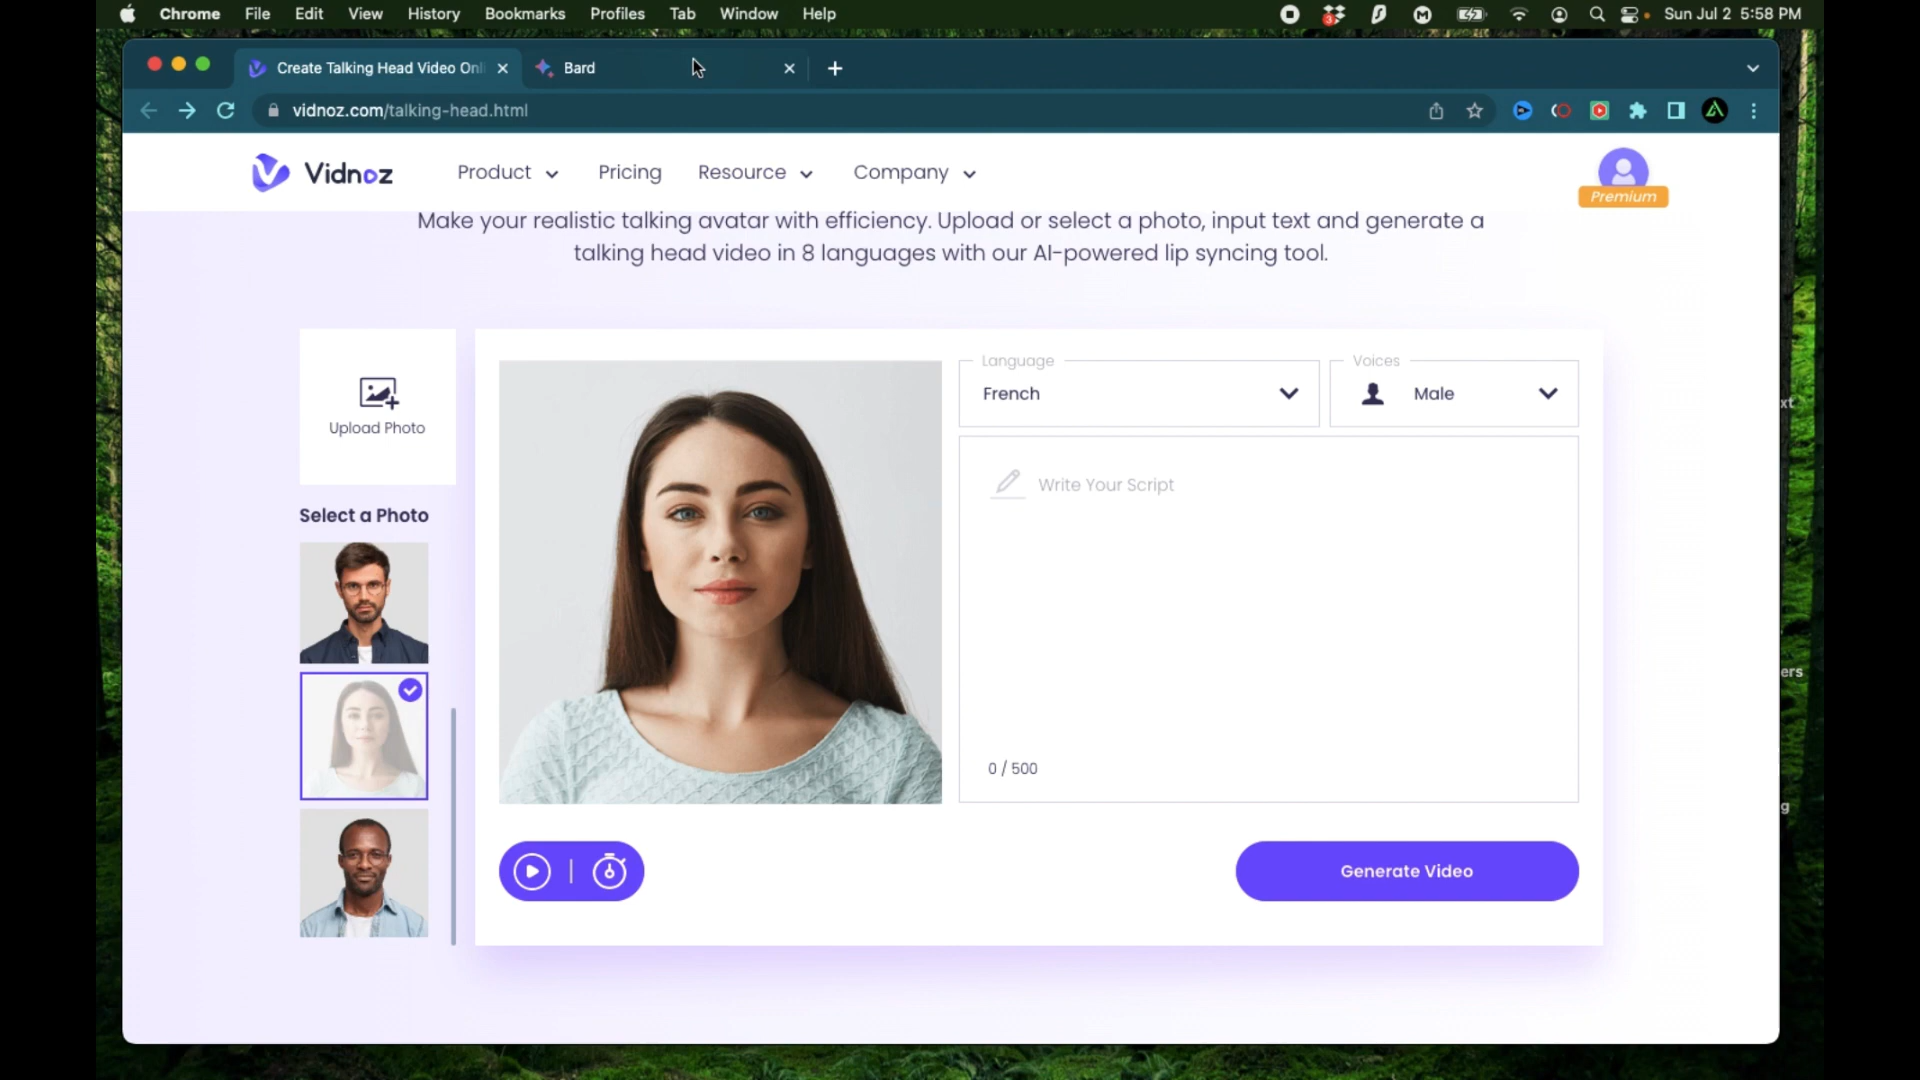 Chrome File Edit View History Bookmarks Profiles Tab Window Help
3
Sun Jul 2 5:58 PM
Create Talking Head Video Onl
Bard
vidnoz.com/talking-head.html
Vidnoz
Product
Pricing
Resource
Company
Premium
Make your realistic talking avatar with efficiency. Upload or select a photo, input text and generate a
talking head video in 8 languages with our AI-powered lip syncing tool.
Upload Photo
Select a Photo
Language
French
Voices
Male
Write Your Script
0 / 500
Generate Video
xt
ers
g